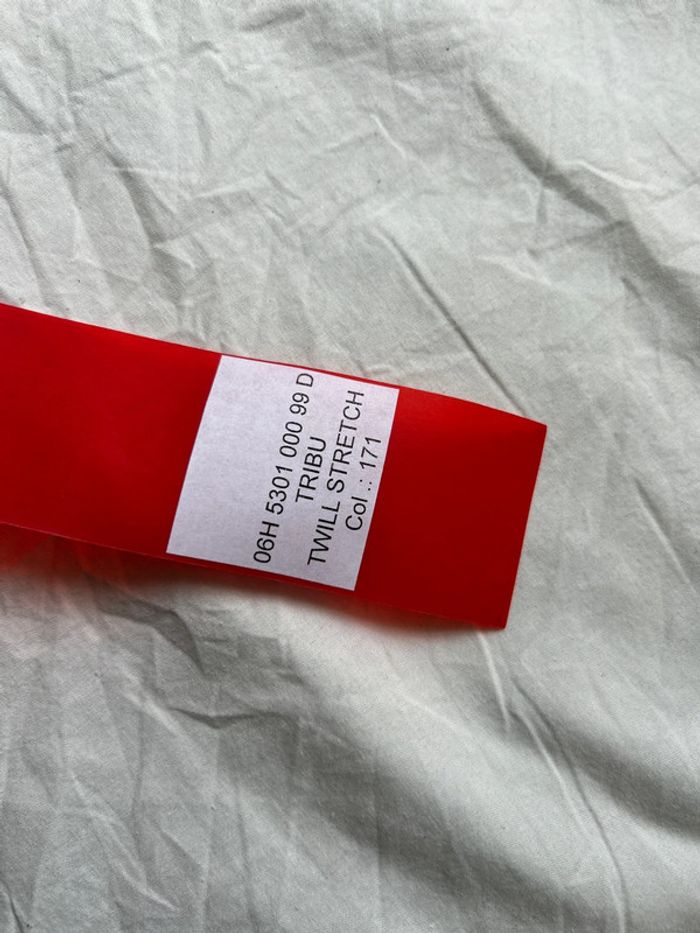 06H 5301 000 99 D
TRIBU
TWILL STRETCH
Col .: 171